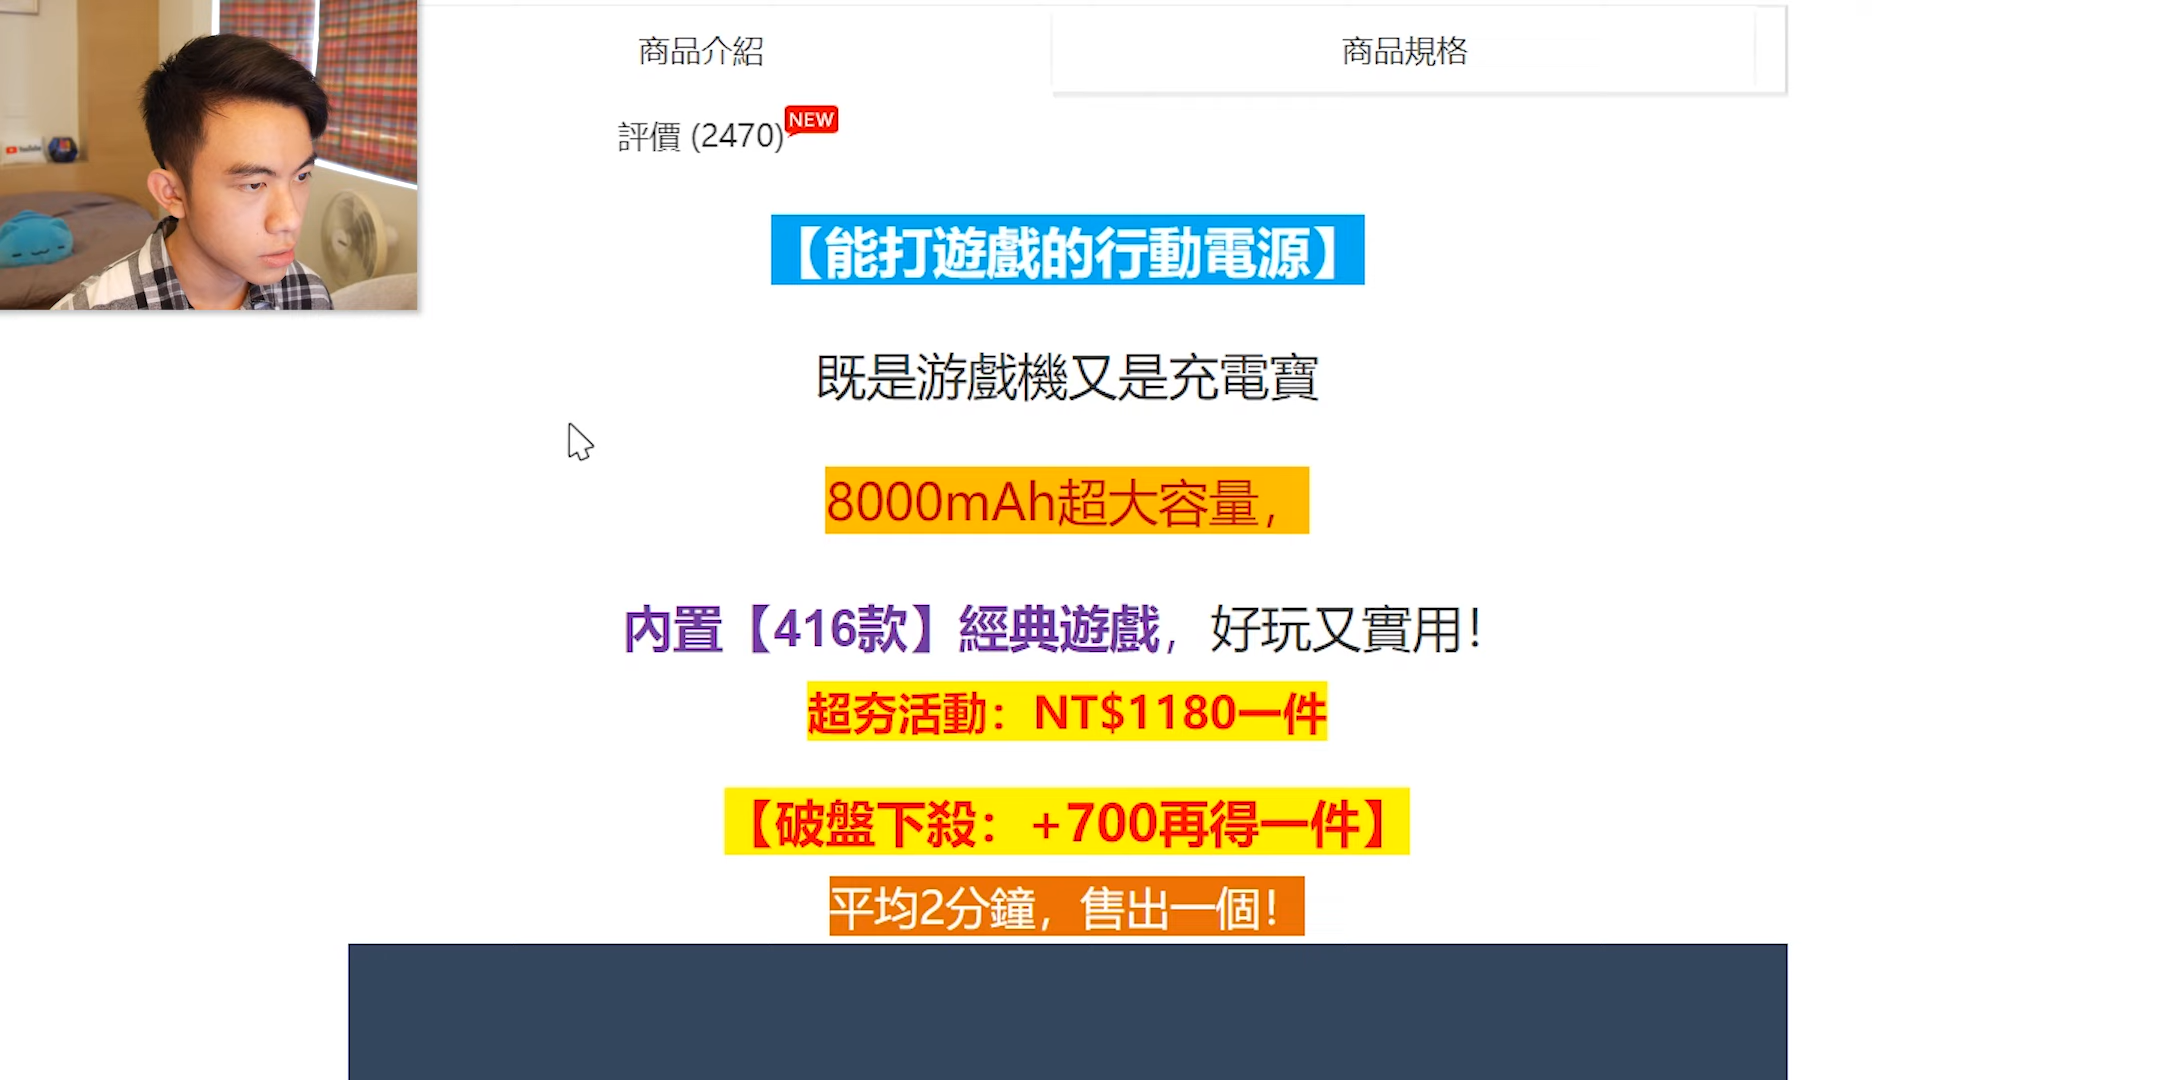 商品介紹
商品規格
評價 (2470)
NEW
【能打遊戲的行動電源】
既是游戲機又是充電寶
8000mAh超大容量，
內置【416款】經典遊戲，好玩又實用！
超夯活動：NT$1180一件
【破盤下殺：+700再得一件】
平均2分鐘，售出一個！
YouTube